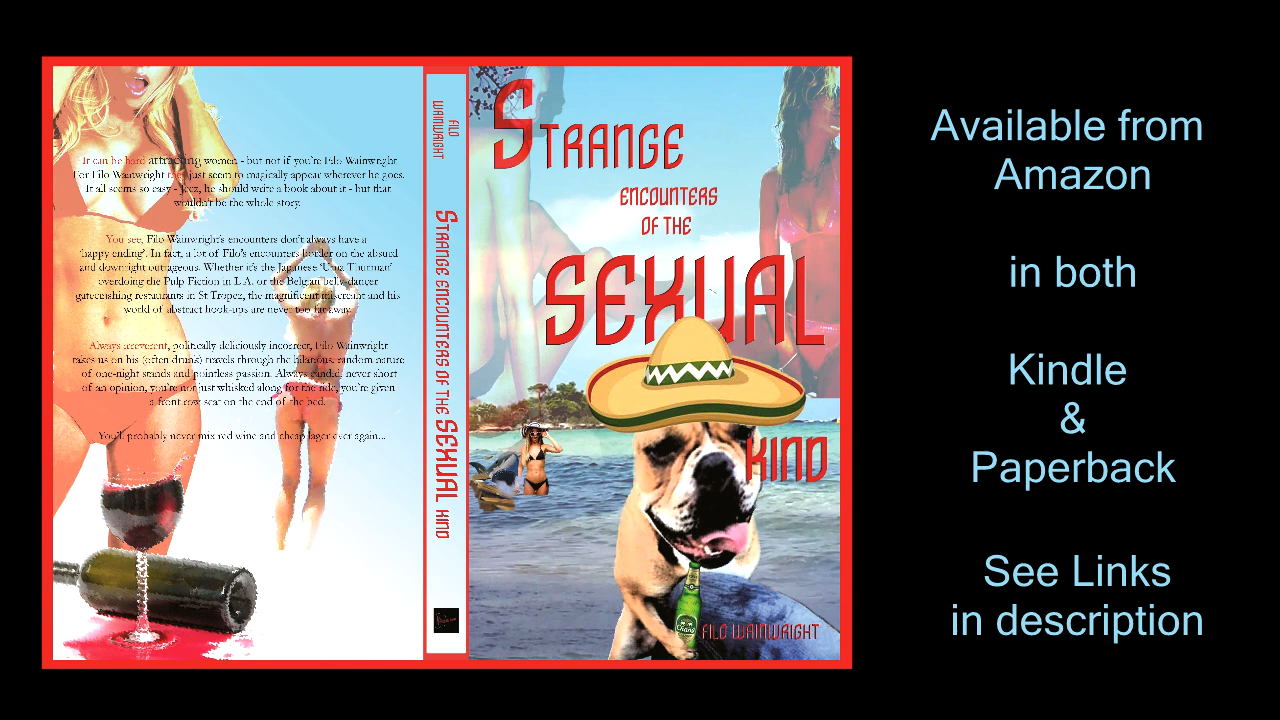 It can be hard attracting women - but not if you're Filo Wainwright.
For Filo Wainwright they just seem to magically appear wherever he goes.
It all seems so easy - Jeez, he should write a book about it - but that
wouldn't be the whole story.
You see, Filo Wainwright's encounters don't always have a
'happy ending'. In fact, a lot of Filo's encounters border on the absurd
and downright outrageous. Whether it's the Japanese 'Uma Thurman'
overdoing the Pulp Fiction in L.A. or the Belgian belly-dancer
gatecrashing restaurants in St Tropez, the magnificent miscreant and his
world of abstract hook-ups are never too far away.
Always irreverent, politically deliciously incorrect, Filo Wainwright
takes us on his (often drunk) travels through the hilarious, random nature
of one-night stands and pointless passion. Always candid, never short
of an opinion, you're not just whisked along for the ride, you're given
a front row seat on the end of the bed.
You'll probably never mix red wine and cheap lager ever again...
FILO
WAINWRIGHT
STRANGE ENCOUNTERS OF THE SEXUAL KIND
STRANGE
ENCOUNTERS
OF THE
SEXUAL
KIND
Chang
FILO WAINWRIGHT
Available from
Amazon
in both
Kindle
&
Paperback
See Links
in description